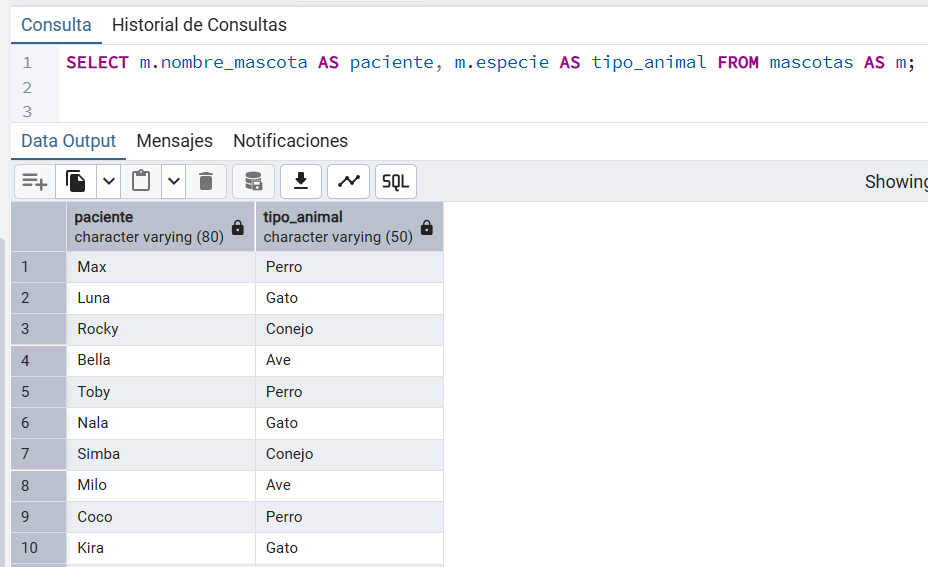 Consulta Historial de Consultas
1 SELECT m.nombre_mascota AS paciente, m.especie AS tipo_animal FROM mascotas AS m;
2
3
Data Output Mensajes Notificaciones
SQL Showing
paciente tipo_animal
character varying (80) character varying (50)
1 Max Perro
2 Luna Gato
3 Rocky Conejo
4 Bella Ave
5 Toby Perro
6 Nala Gato
7 Simba Conejo
8 Milo Ave
9 Coco Perro
10 Kira Gato